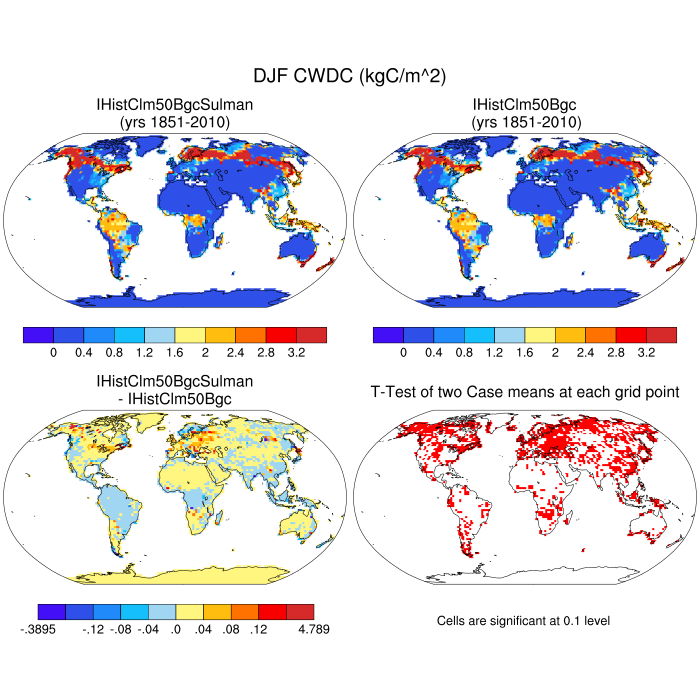 DJF CWDC (kgC/m^2)
IHistClm50BgcSulman
(yrs 1851-2010)
IHistClm50Bgc
(yrs 1851-2010)
0 0.4 0.8 1.2 1.6 2 2.4 2.8 3.2
0 0.4 0.8 1.2 1.6 2 2.4 2.8 3.2
IHistClm50BgcSulman
- IHistClm50Bgc
T-Test of two Case means at each grid point
-.3895 -.12 -.08 -.04 .0 .04 .08 .12 4.789
Cells are significant at 0.1 level